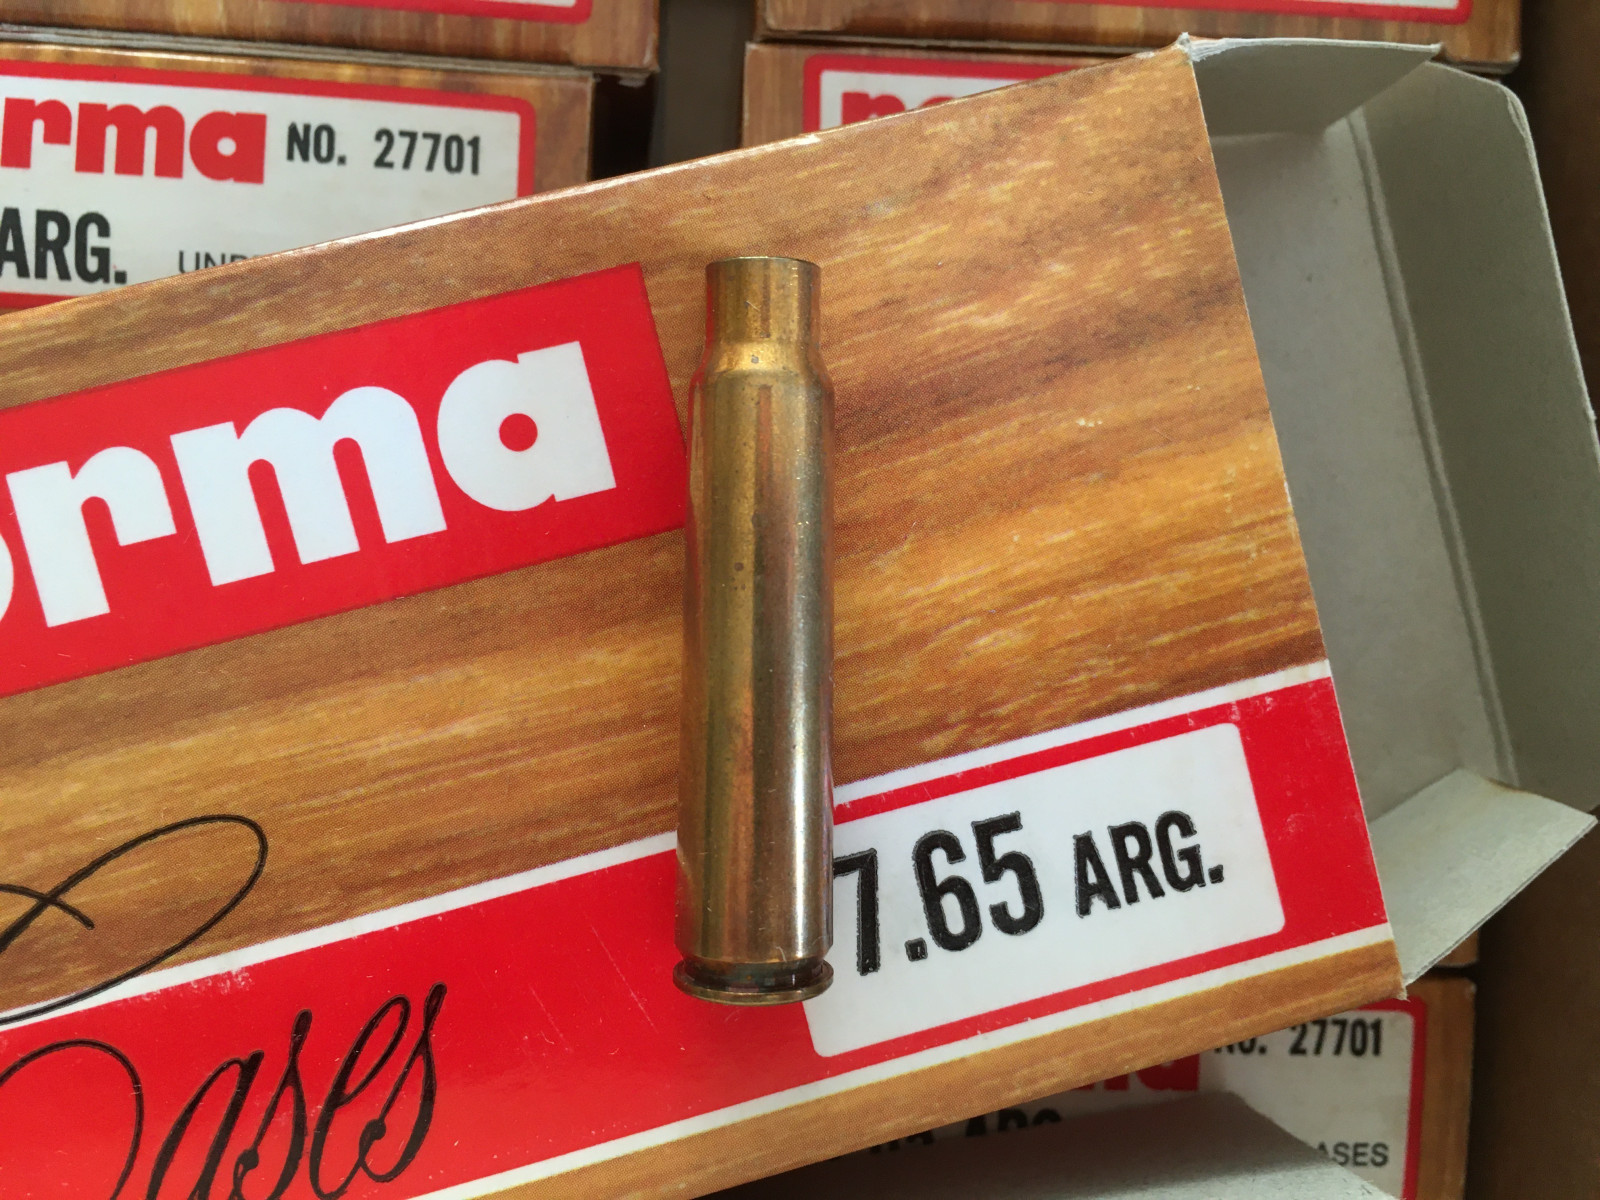 rma NO. 27701
ARG.
orma
7.65 ARG.
ases
NO. 27701
ASES